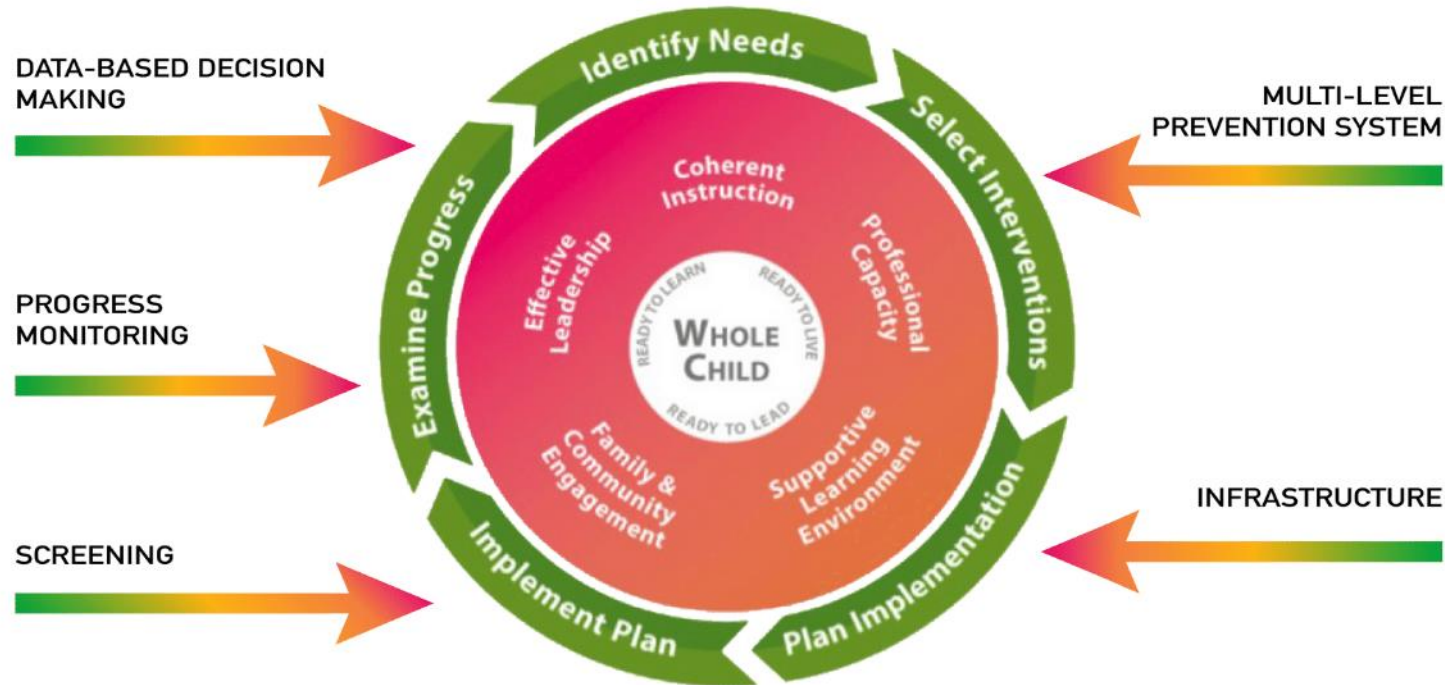 DATA-BASED DECISION
MAKING
PROGRESS
MONITORING
SCREENING
MULTI-LEVEL
PREVENTION SYSTEM
INFRASTRUCTURE
Identify Needs
Select Interventions
Plan Implementation
Implement Plan
Examine Progress
Coherent
Instruction
Professional
Capacity
Supportive
Learning
Environment
Family &
Community
Engagement
Effective
Leadership
READY TO LEARN
READY TO LIVE
READY TO LEAD
WHOLE
CHILD